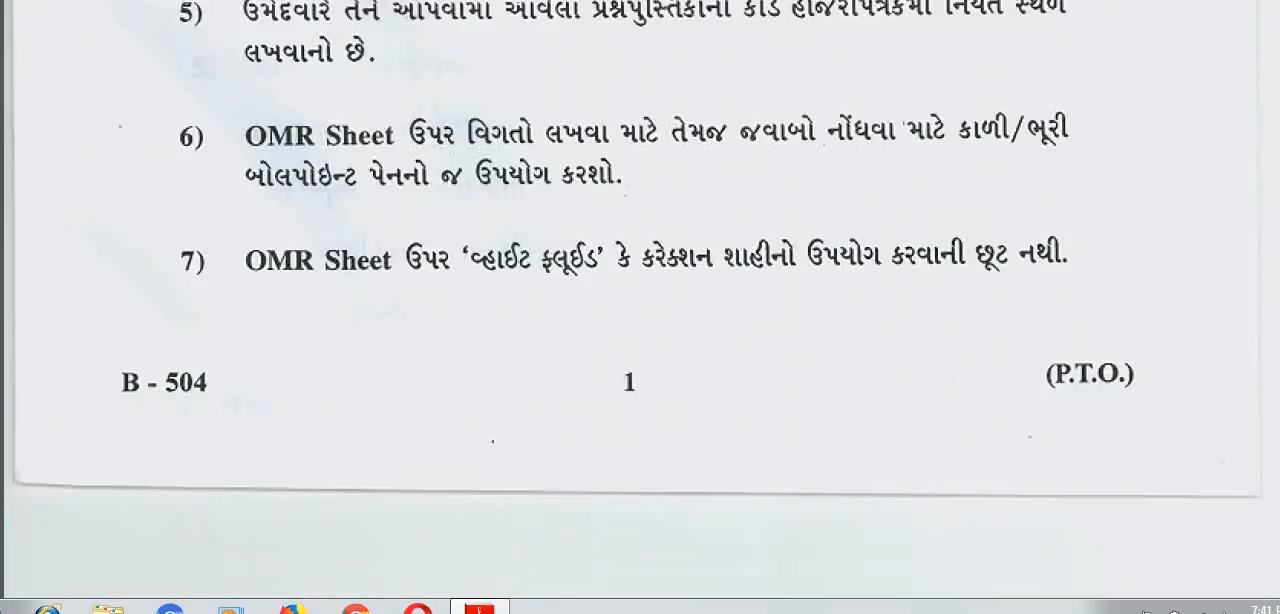 5) ઉમેદવારે તેને આપવામાં આવેલા પ્રશ્નપુસ્તિકાનો કોડ હાજરીપત્રકમાં નિયત સ્થળે
લખવાનો છે.
6) OMR Sheet ઉપર વિગતો લખવા માટે તેમજ જવાબો નોંધવા માટે કાળી/ભૂરી
બોલપોઇન્ટ પેનનો જ ઉપયોગ કરશો.
7) OMR Sheet ઉપર ‘વ્હાઈટ ફ્લૂઈડ’ કે કરેક્શન શાહીનો ઉપયોગ કરવાની છૂટ નથી.
B - 504 1 (P.T.O.)
7:41